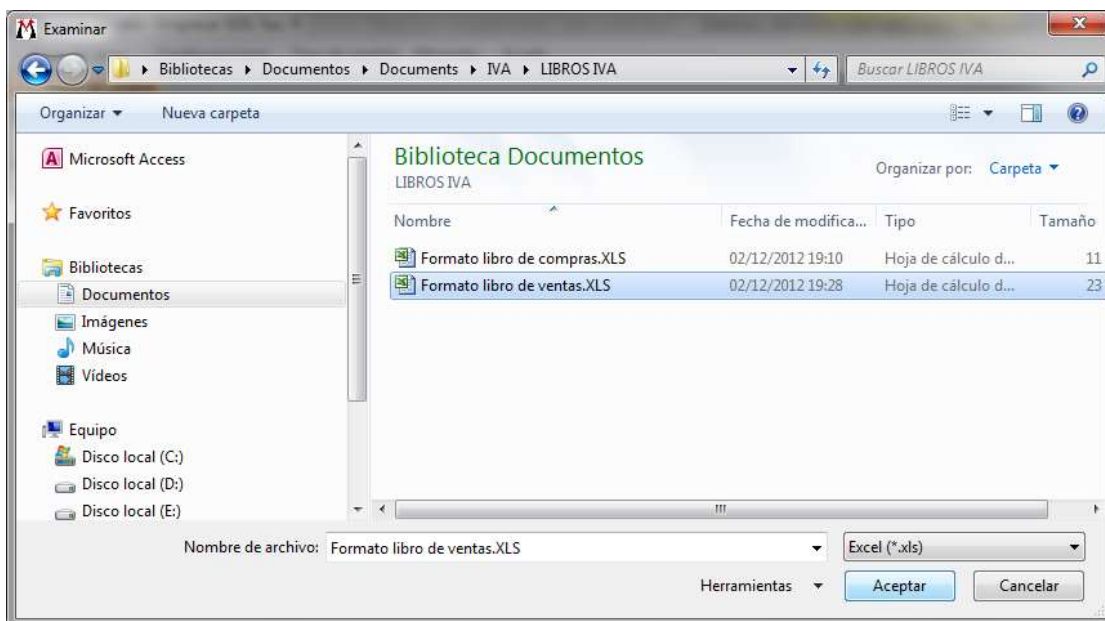 Examinar
Bibliotecas Documentos Documents IVA LIBROS IVA
Buscar LIBROS IVA
Organizar Nueva carpeta
Microsoft Access
Favoritos
Bibliotecas
Documentos
Imágenes
Música
Vídeos
Equipo
Disco local (C:)
Disco local (D:)
Disco local (E:)
Biblioteca Documentos
LIBROS IVA
Organizar por: Carpeta
Nombre Fecha de modifica... Tipo Tamaño
Formato libro de compras.XLS 02/12/2012 19:10 Hoja de cálculo d... 11
Formato libro de ventas.XLS 02/12/2012 19:28 Hoja de cálculo d... 23
Nombre de archivo: Formato libro de ventas.XLS Excel (*.xls)
Herramientas Aceptar Cancelar